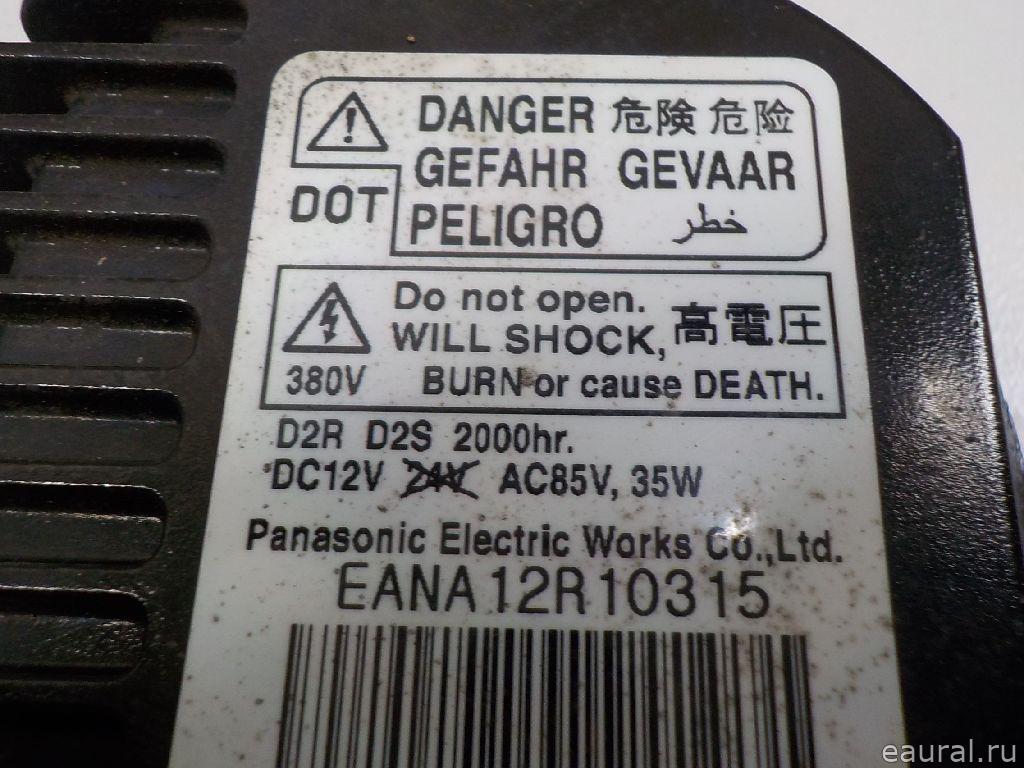 DANGER 危険 危险
GEFAHR GEVAAR
DOT PELIGRO خطر
Do not open.
WILL SHOCK, 高電圧
380V BURN or cause DEATH.
D2R D2S 2000hr.
DC12V 24V AC85V, 35W
Panasonic Electric Works Co.,Ltd.
EANA12R10315
eaural.ru